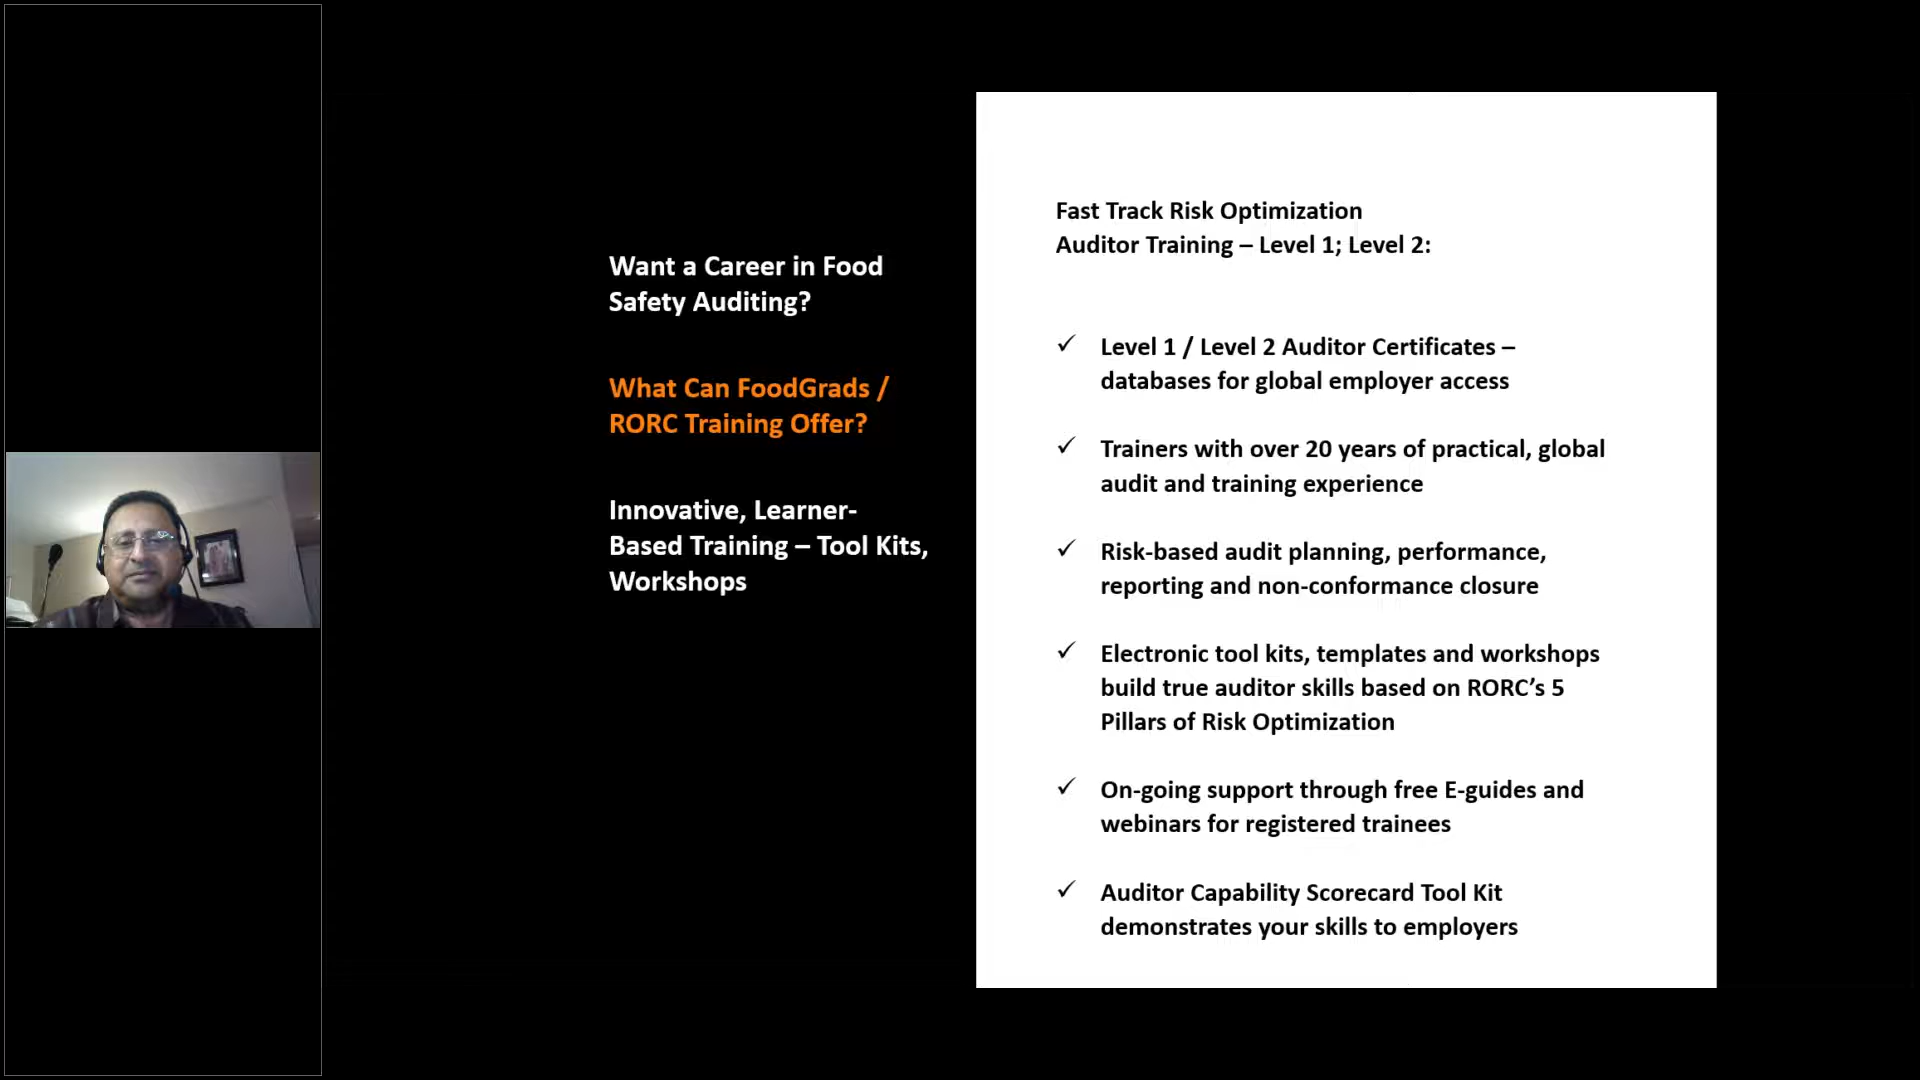 Want a Career in Food
Safety Auditing?
What Can FoodGrads /
RORC Training Offer?
Innovative, Learner-
Based Training – Tool Kits,
Workshops
Fast Track Risk Optimization
Auditor Training – Level 1; Level 2:
✓ Level 1 / Level 2 Auditor Certificates –
databases for global employer access
✓ Trainers with over 20 years of practical, global
audit and training experience
✓ Risk-based audit planning, performance,
reporting and non-conformance closure
✓ Electronic tool kits, templates and workshops
build true auditor skills based on RORC’s 5
Pillars of Risk Optimization
✓ On-going support through free E-guides and
webinars for registered trainees
✓ Auditor Capability Scorecard Tool Kit
demonstrates your skills to employers